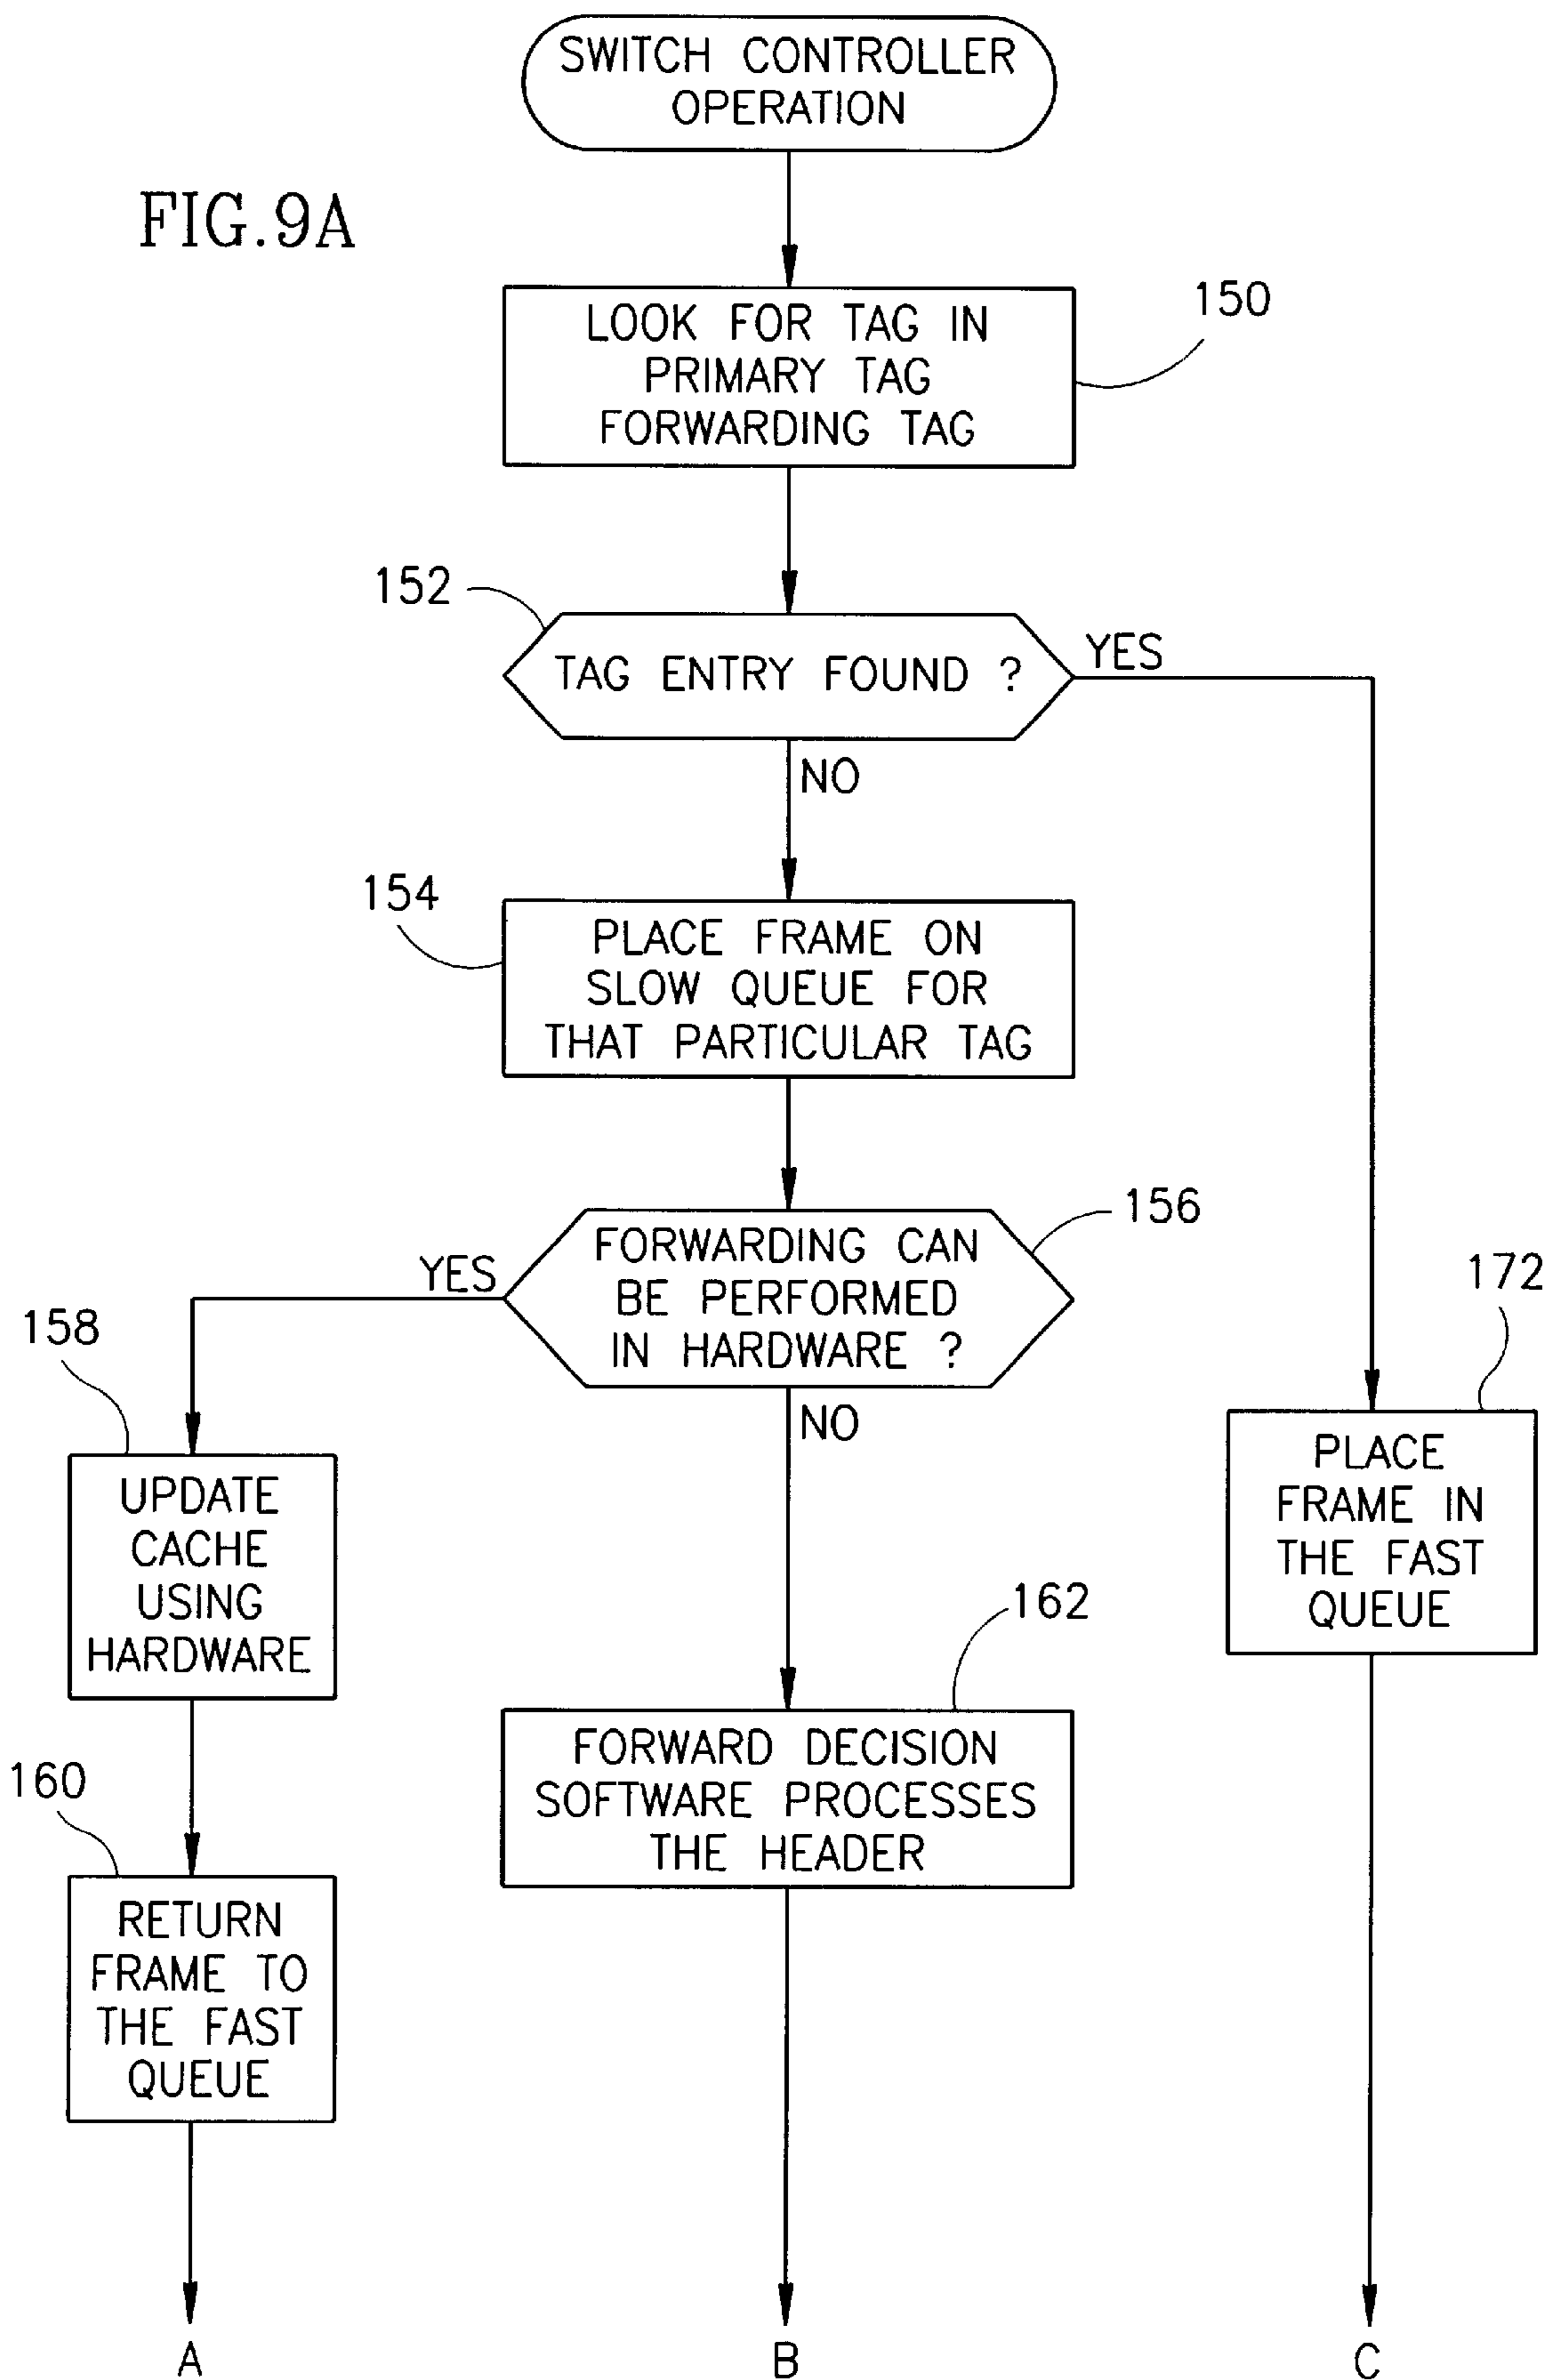 SWITCH CONTROLLER
OPERATION
FIG.9A
150
LOOK FOR TAG IN
PRIMARY TAG
FORWARDING TAG
152
TAG ENTRY FOUND ?
YES
NO
154
PLACE FRAME ON
SLOW QUEUE FOR
THAT PARTICULAR TAG
156
FORWARDING CAN
BE PERFORMED
IN HARDWARE ?
YES
NO
158
UPDATE
CACHE
USING
HARDWARE
172
PLACE
FRAME IN
THE FAST
QUEUE
162
FORWARD DECISION
SOFTWARE PROCESSES
THE HEADER
160
RETURN
FRAME TO
THE FAST
QUEUE
A
B
C